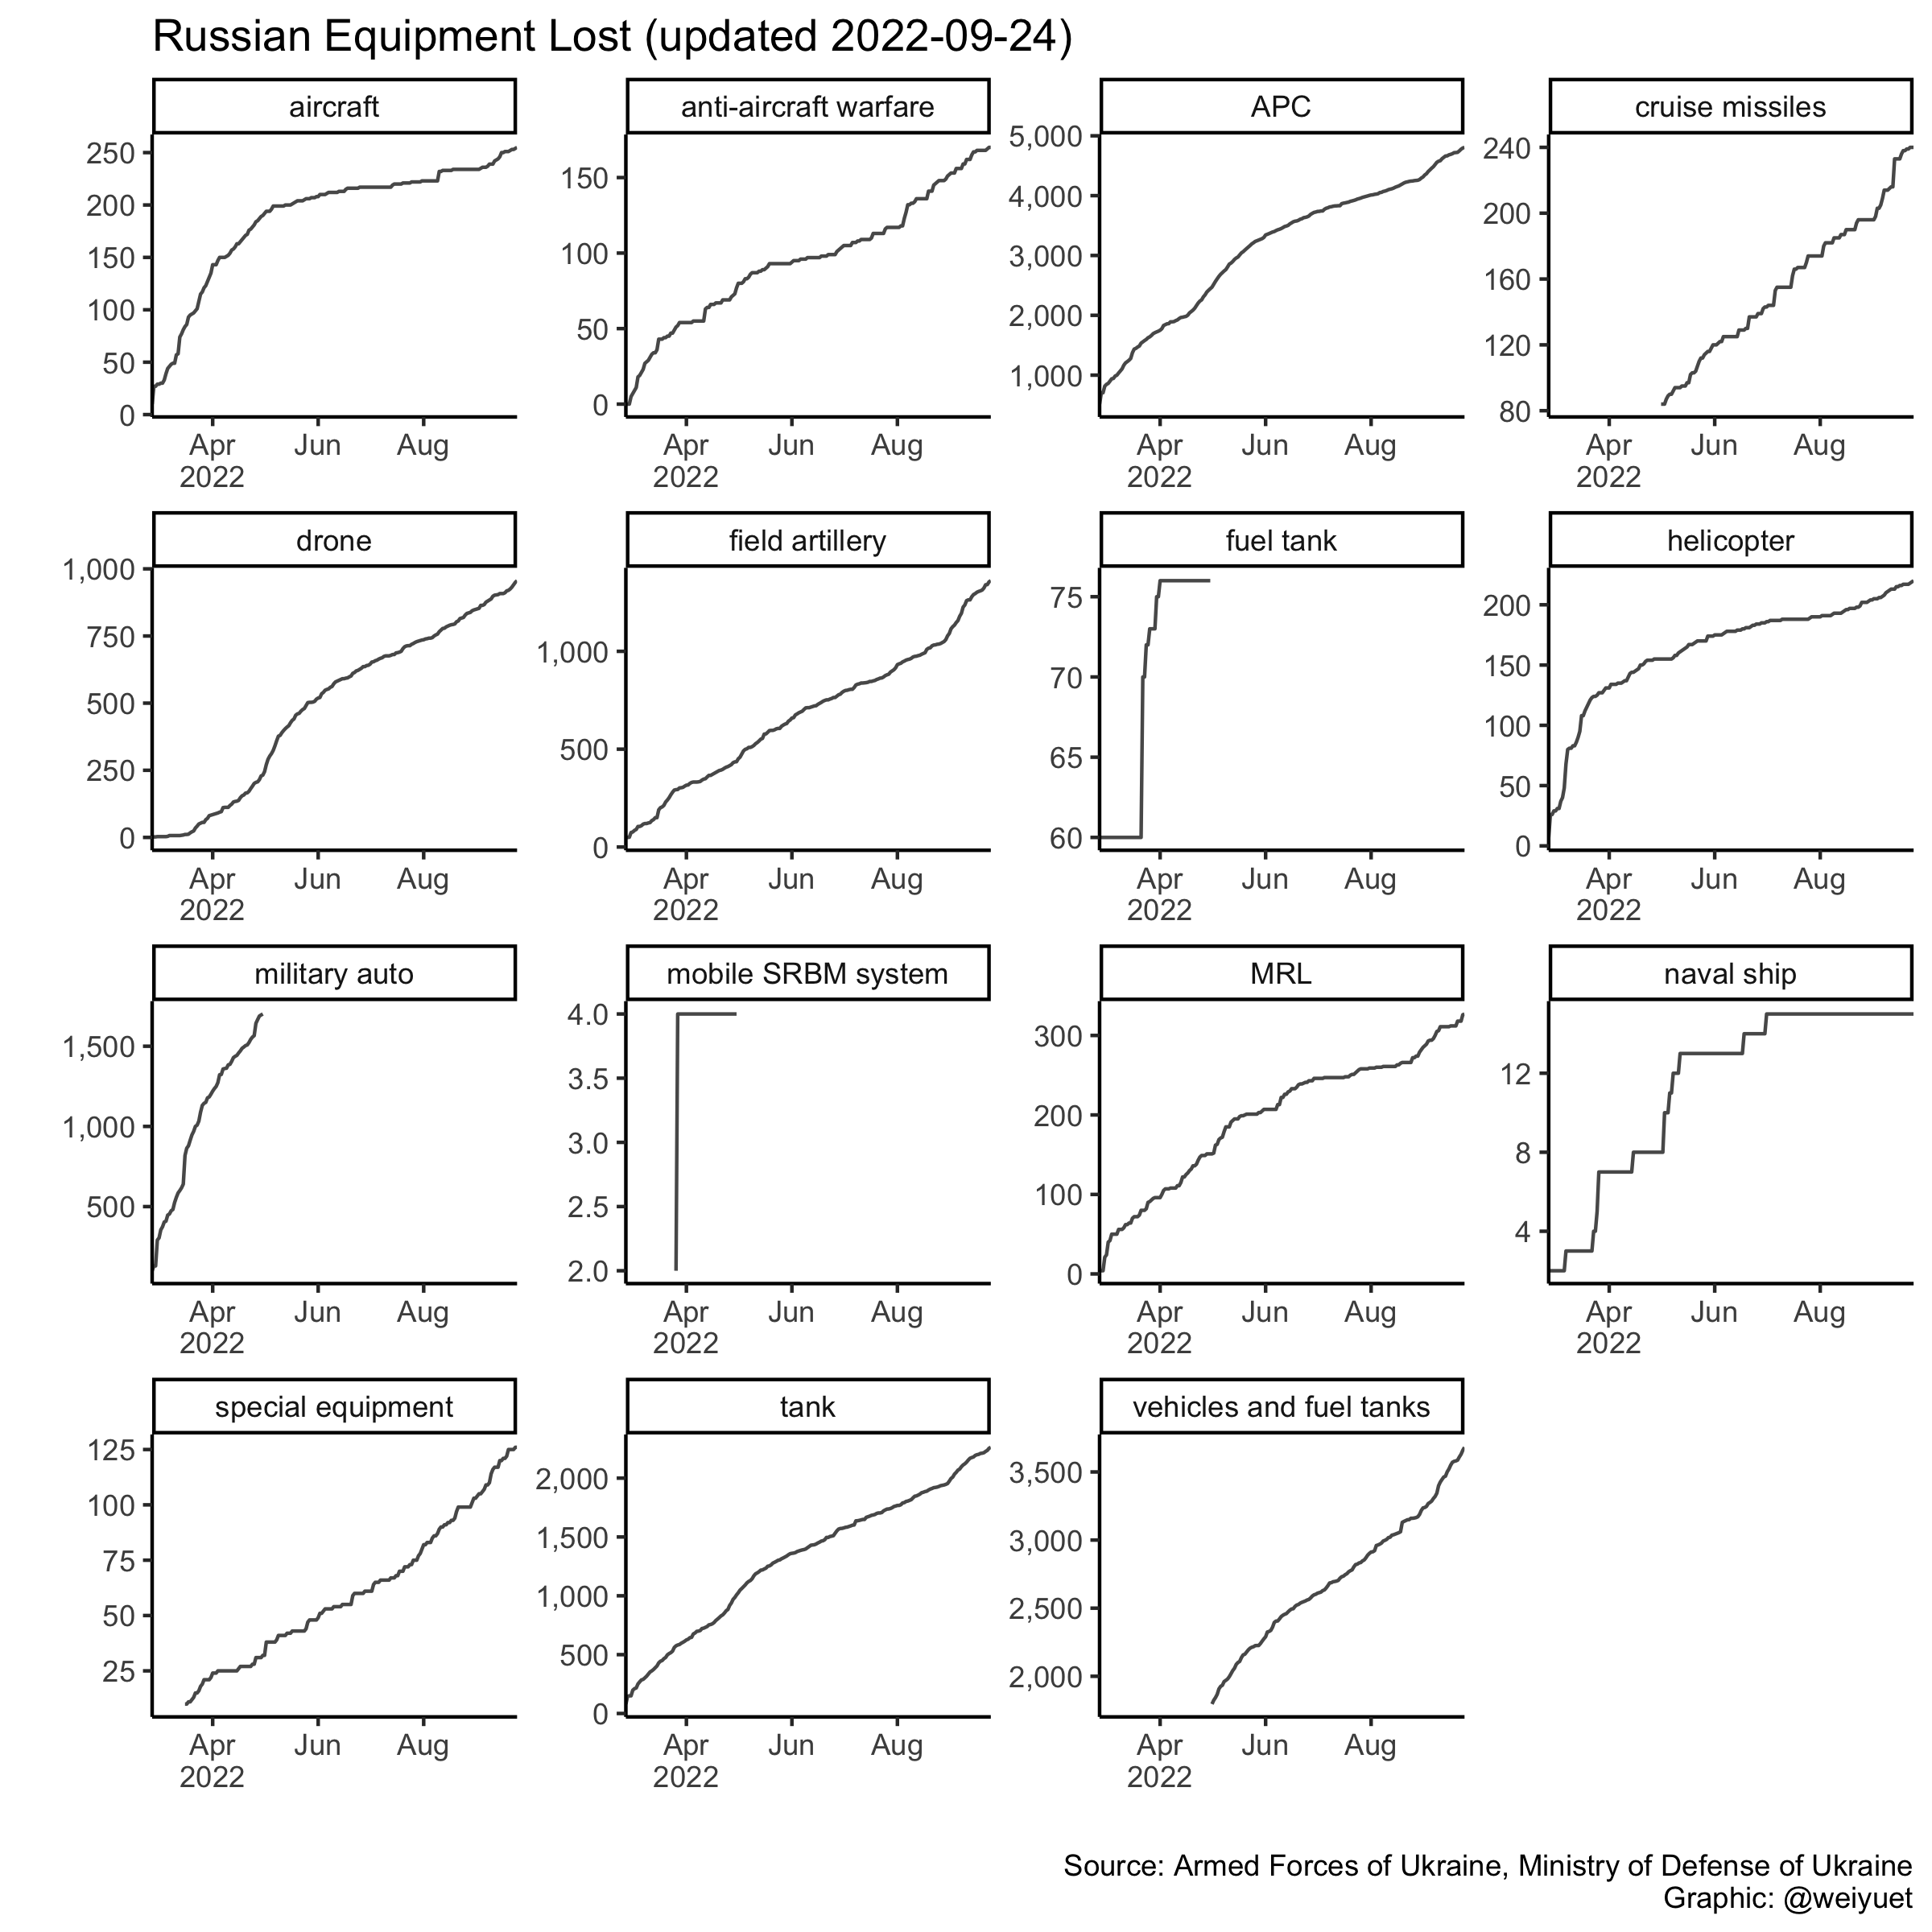 Russian Equipment Lost (updated 2022-09-24)
aircraft
250
200
150
100
50
0
Apr
2022
Jun
Aug
anti-aircraft warfare
150
100
50
0
Apr
2022
Jun
Aug
APC
5,000
4,000
3,000
2,000
1,000
Apr
2022
Jun
Aug
cruise missiles
240
200
160
120
80
Apr
2022
Jun
Aug
drone
1,000
750
500
250
0
Apr
2022
Jun
Aug
field artillery
1,000
500
0
Apr
2022
Jun
Aug
fuel tank
75
70
65
60
Apr
2022
Jun
Aug
helicopter
200
150
100
50
0
Apr
2022
Jun
Aug
military auto
1,500
1,000
500
Apr
2022
Jun
Aug
mobile SRBM system
4.0
3.5
3.0
2.5
2.0
Apr
2022
Jun
Aug
MRL
300
200
100
0
Apr
2022
Jun
Aug
naval ship
12
8
4
Apr
2022
Jun
Aug
special equipment
125
100
75
50
25
Apr
2022
Jun
Aug
tank
2,000
1,500
1,000
500
0
Apr
2022
Jun
Aug
vehicles and fuel tanks
3,500
3,000
2,500
2,000
Apr
2022
Jun
Aug
Source: Armed Forces of Ukraine, Ministry of Defense of Ukraine
Graphic: @weiyuet